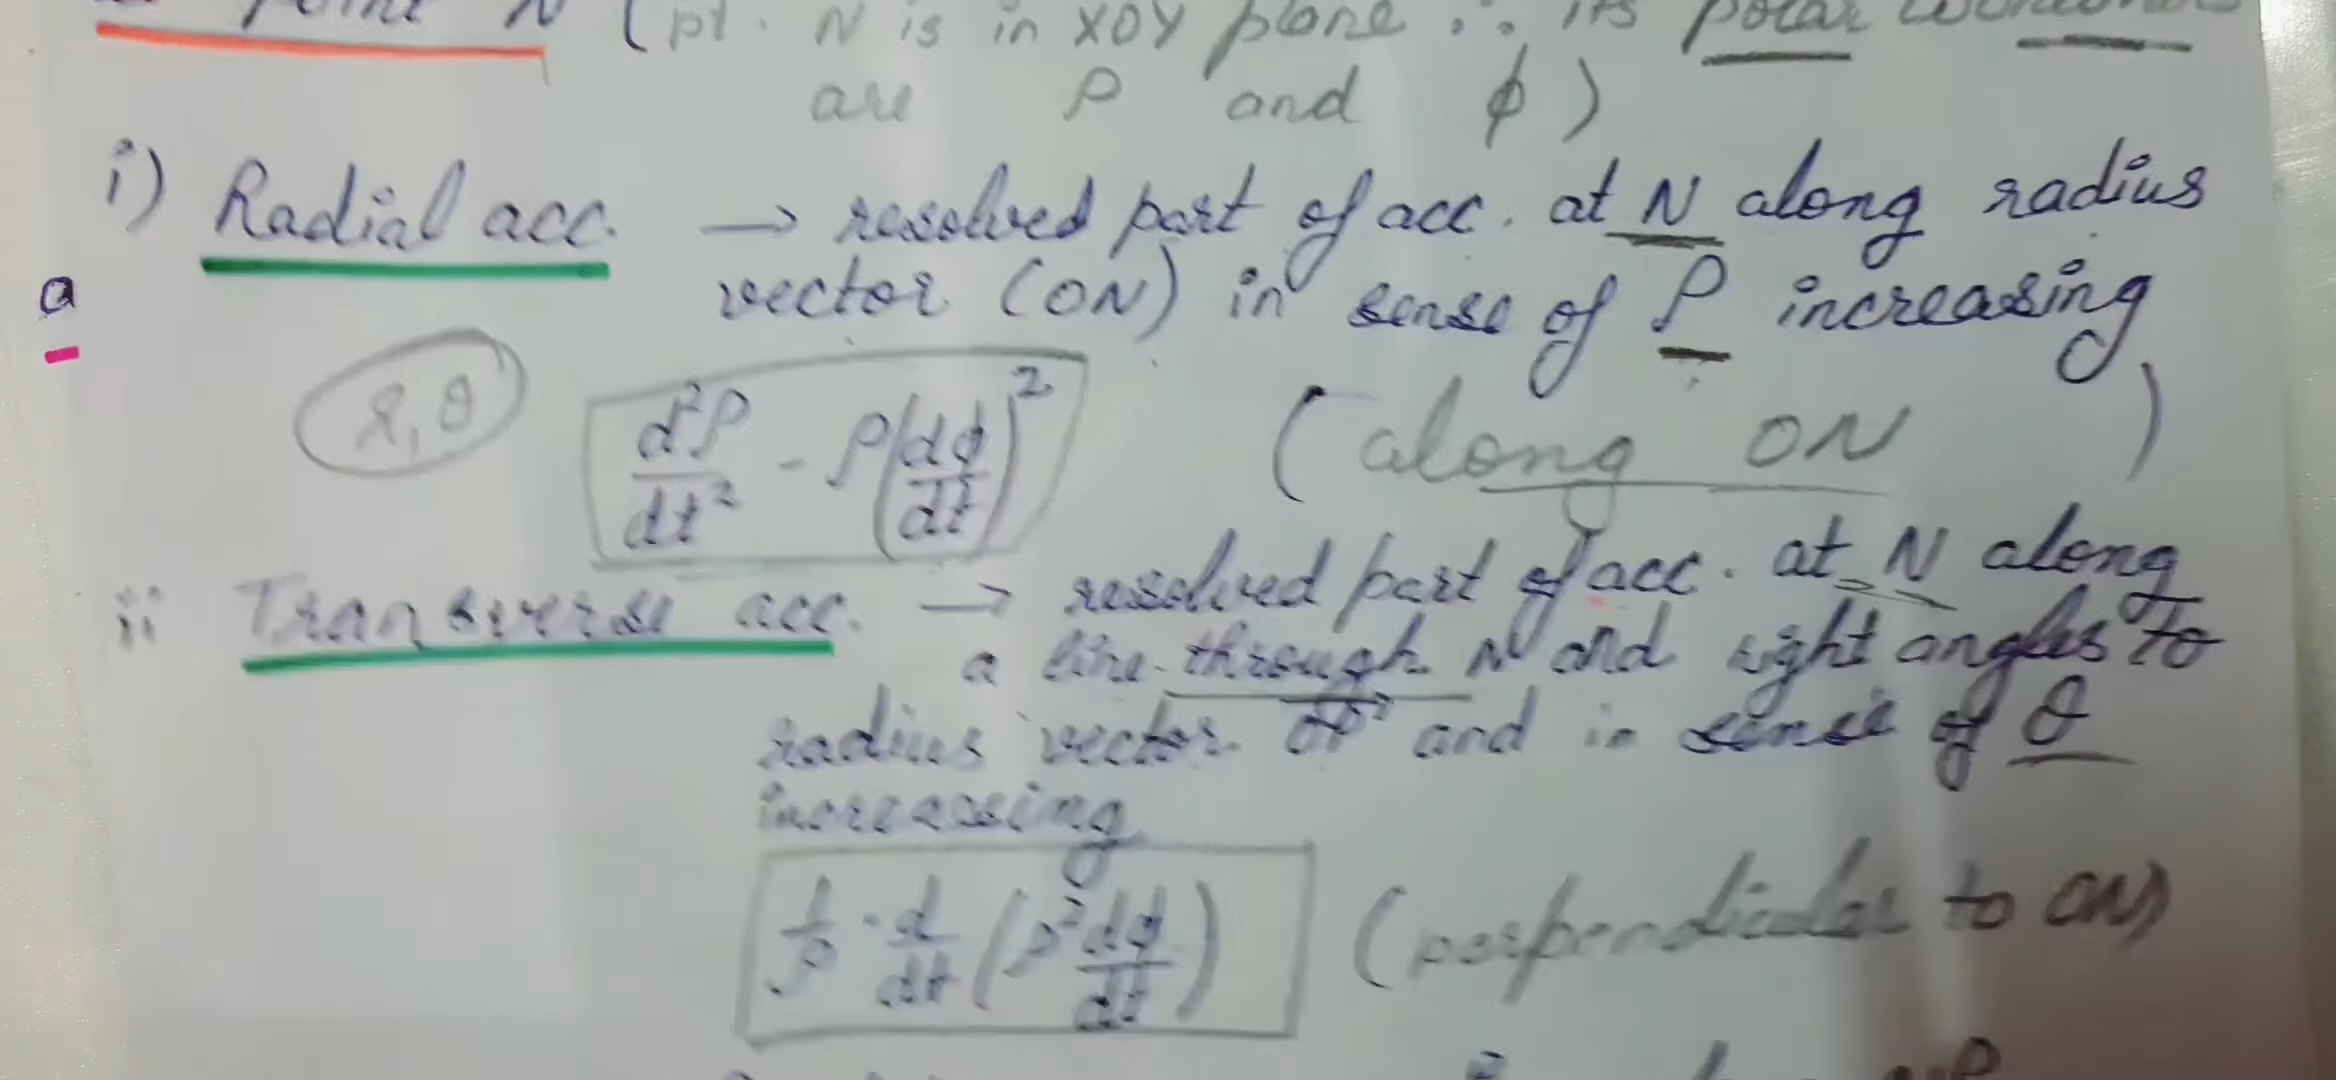 point N (pt. N is in XOY plane ∴ its polar
are ρ and ϕ)
i) Radial acc. → resolved part of acc. at N along radius
vector (ON) in sense of ρ increasing
a
r, θ
d²ρ/dt² - ρ(dϕ/dt)² (along ON)
ii Transverse acc. → resolved part of acc. at N along
a line through N and right angles to
radius vector OP and in sense of θ
increasing
1/ρ · d/dt (ρ² dϕ/dt) (perpendicular to ON)